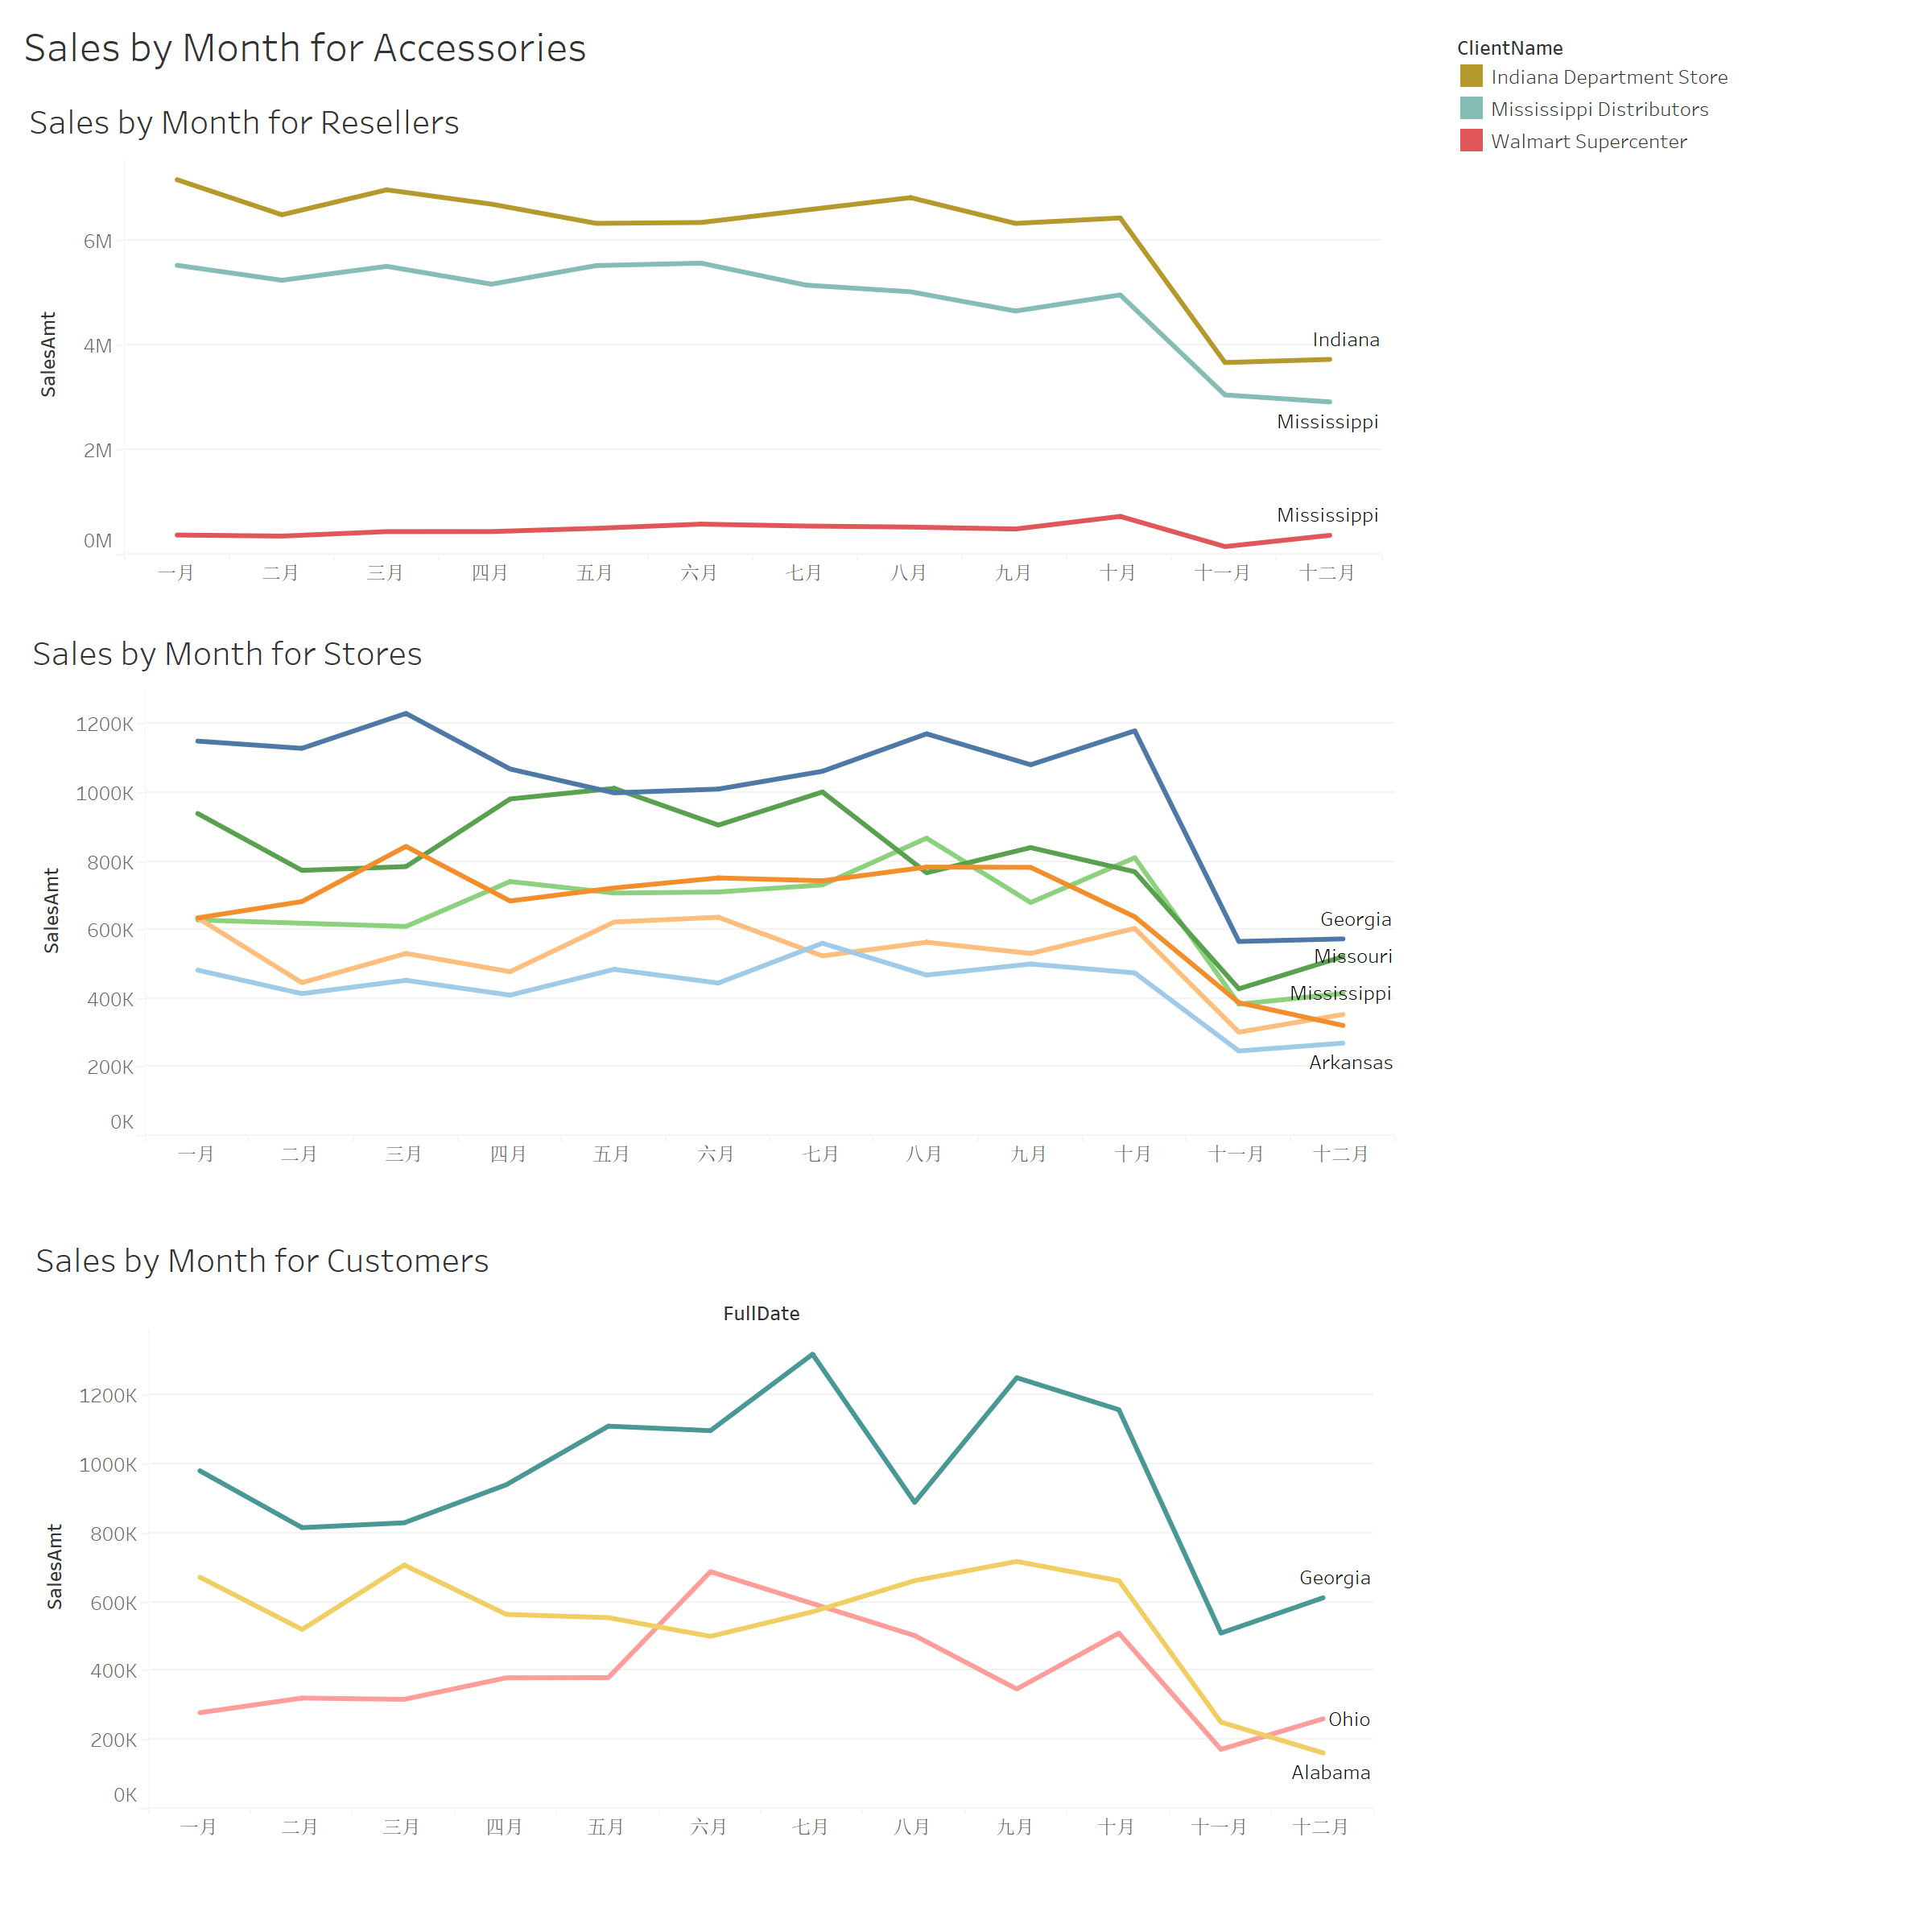 Sales by Month for Accessories
ClientName
Indiana Department Store
Mississippi Distributors
Walmart Supercenter
Sales by Month for Resellers
SalesAmt
6M
4M
2M
0M
Indiana
Mississippi
Mississippi
一月 二月 三月 四月 五月 六月 七月 八月 九月 十月 十一月 十二月
Sales by Month for Stores
SalesAmt
1200K
1000K
800K
600K
400K
200K
0K
Georgia
Missouri
Mississippi
Arkansas
一月 二月 三月 四月 五月 六月 七月 八月 九月 十月 十一月 十二月
Sales by Month for Customers
FullDate
SalesAmt
1200K
1000K
800K
600K
400K
200K
0K
Georgia
Ohio
Alabama
一月 二月 三月 四月 五月 六月 七月 八月 九月 十月 十一月 十二月